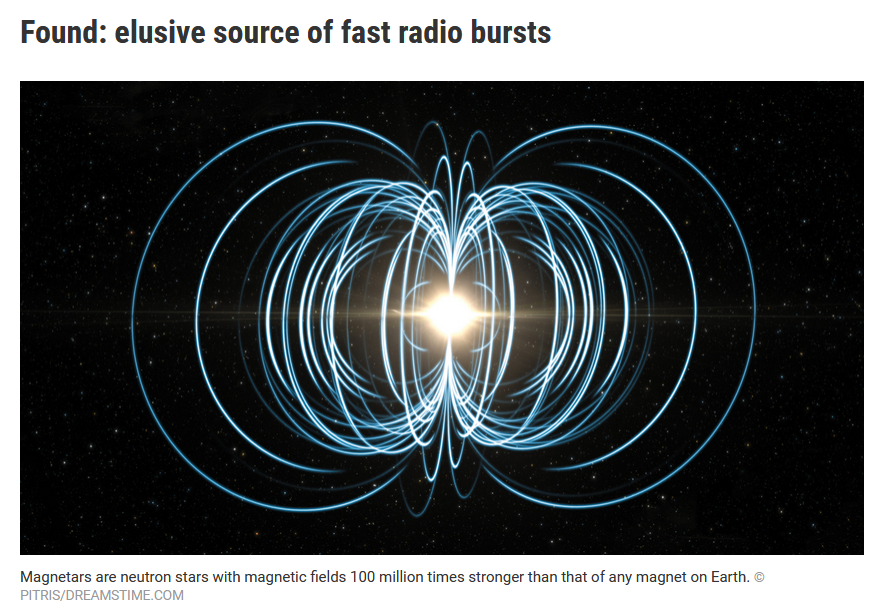 Found: elusive source of fast radio bursts
Magnetars are neutron stars with magnetic fields 100 million times stronger than that of any magnet on Earth. ©
PITRIS/DREAMSTIME.COM